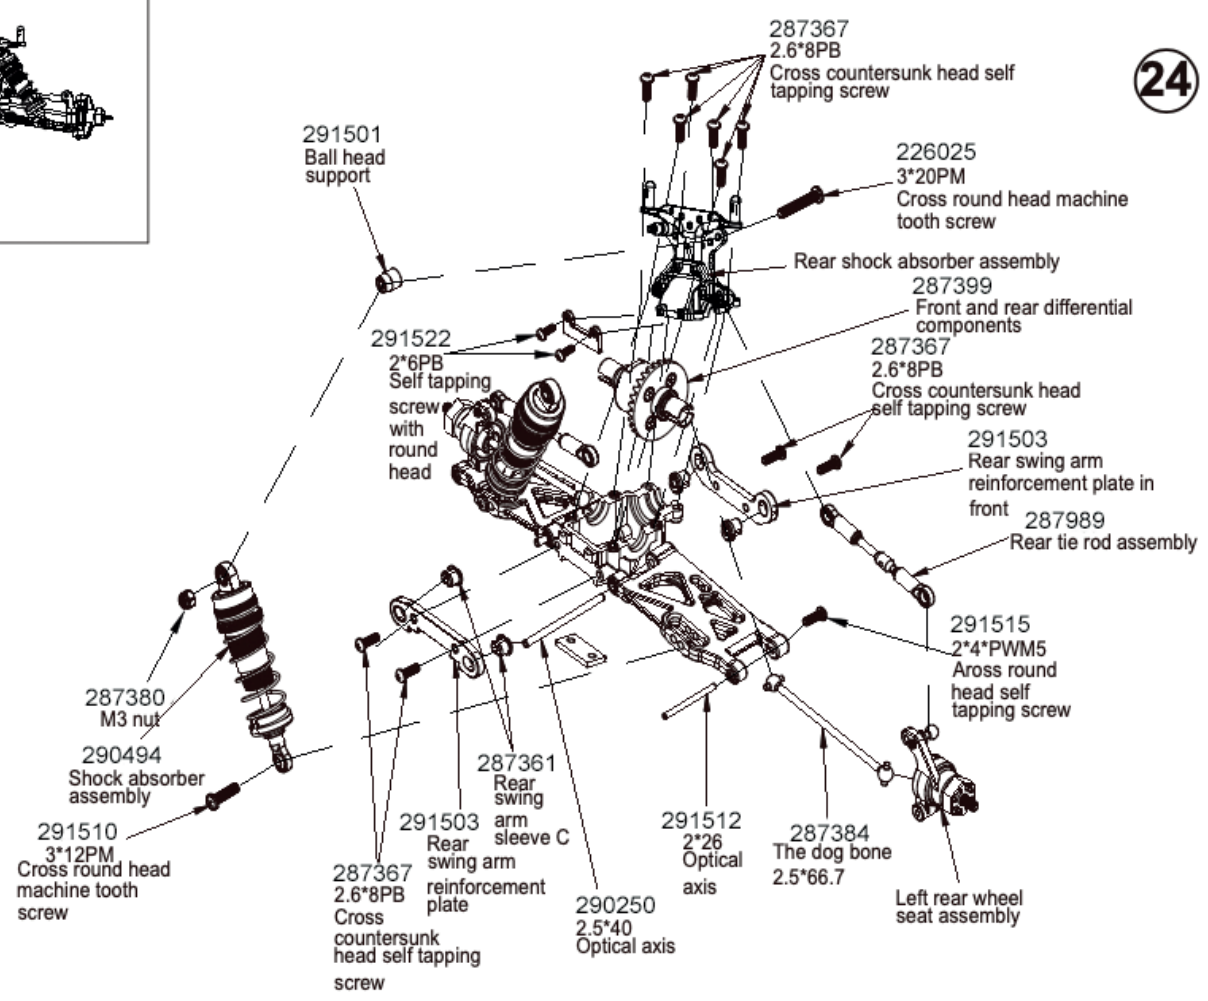 287367
2.6*8PB
Cross countersunk head self
tapping screw
24
291501
Ball head
support
226025
3*20PM
Cross round head machine
tooth screw
Rear shock absorber assembly
287399
Front and rear differential
components
291522
2*6PB
Self tapping
screw
with
round
head
287367
2.6*8PB
Cross countersunk head
self tapping screw
291503
Rear swing arm
reinforcement plate in
front
287989
Rear tie rod assembly
291515
2*4*PWM5
Aross round
head self
tapping screw
287380
M3 nut
290494
Shock absorber
assembly
291510
3*12PM
Cross round head
machine tooth
screw
287367
2.6*8PB
Cross
countersunk
head self tapping
screw
291503
Rear
swing arm
reinforcement
plate
287361
Rear
swing
arm
sleeve C
290250
2.5*40
Optical axis
291512
2*26
Optical
axis
287384
The dog bone
2.5*66.7
Left rear wheel
seat assembly